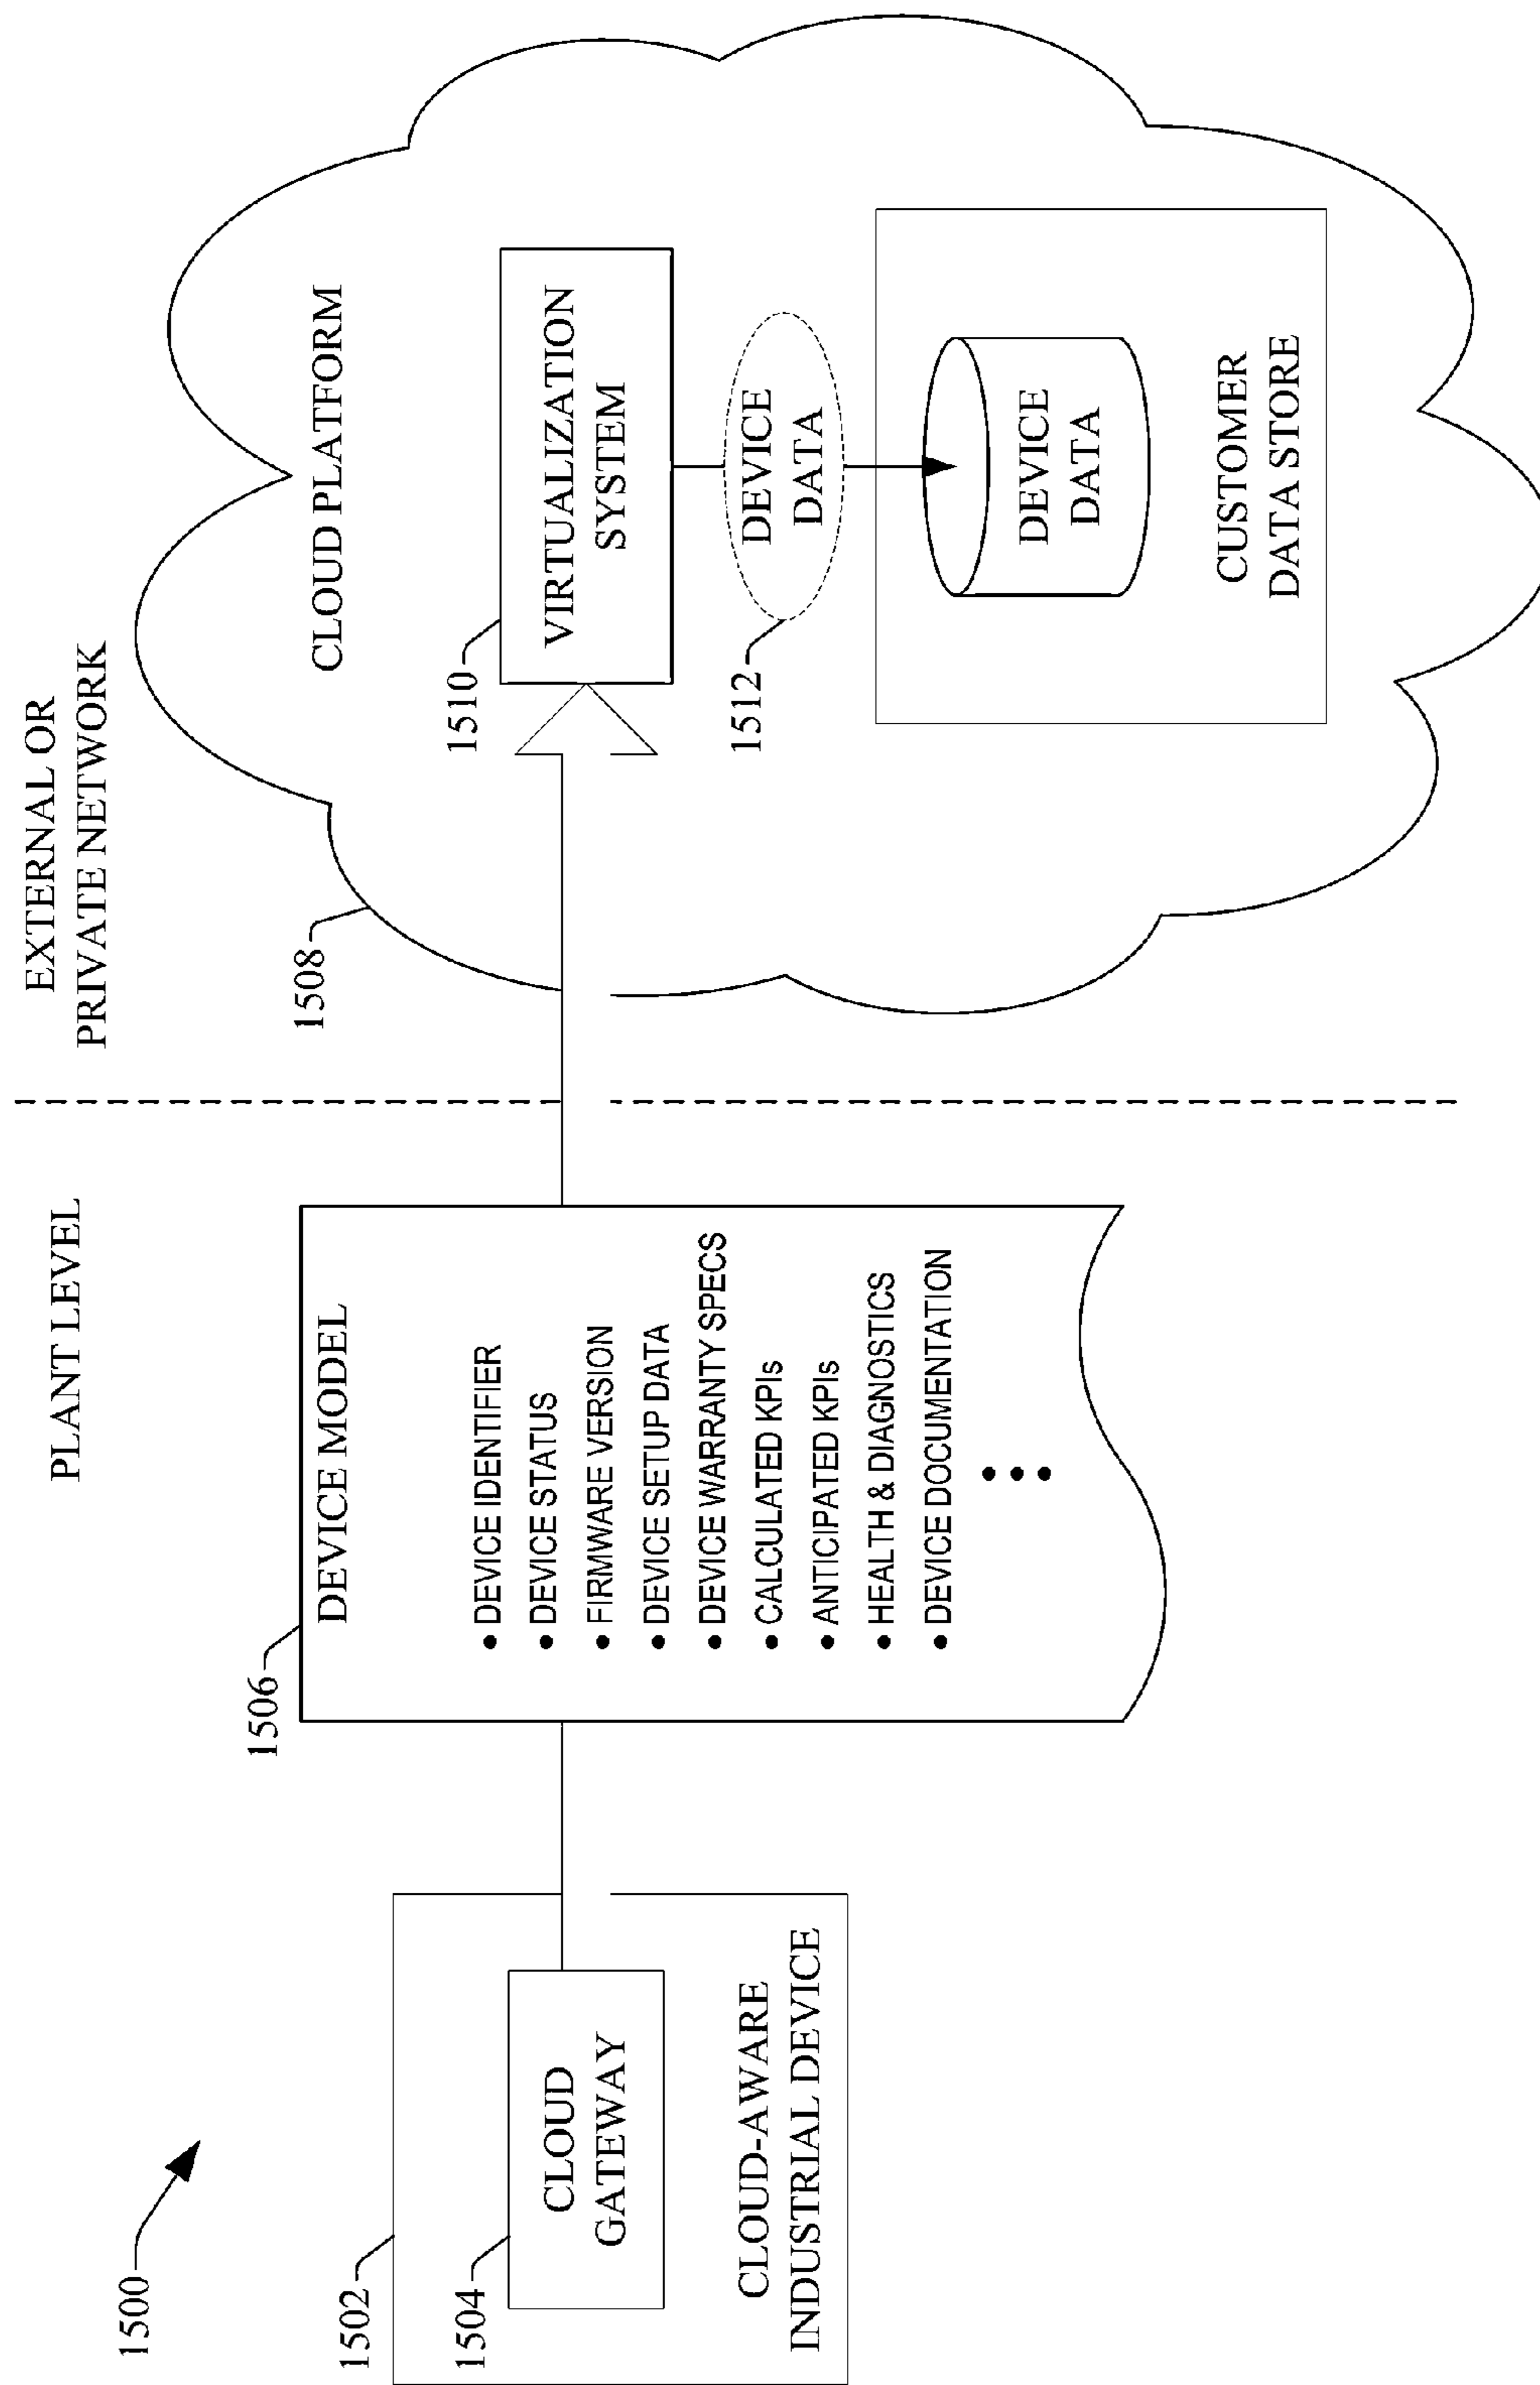 1500
PLANT LEVEL
EXTERNAL OR
PRIVATE NETWORK
1502
1504
CLOUD
GATEWAY
CLOUD-AWARE
INDUSTRIAL DEVICE
1506
DEVICE MODEL
• DEVICE IDENTIFIER
• DEVICE STATUS
• FIRMWARE VERSION
• DEVICE SETUP DATA
• DEVICE WARRANTY SPECS
• CALCULATED KPIs
• ANTICIPATED KPIs
• HEALTH & DIAGNOSTICS
• DEVICE DOCUMENTATION
1508
CLOUD PLATFORM
1510
VIRTUALIZATION
SYSTEM
1512
DEVICE
DATA
DEVICE
DATA
CUSTOMER
DATA STORE